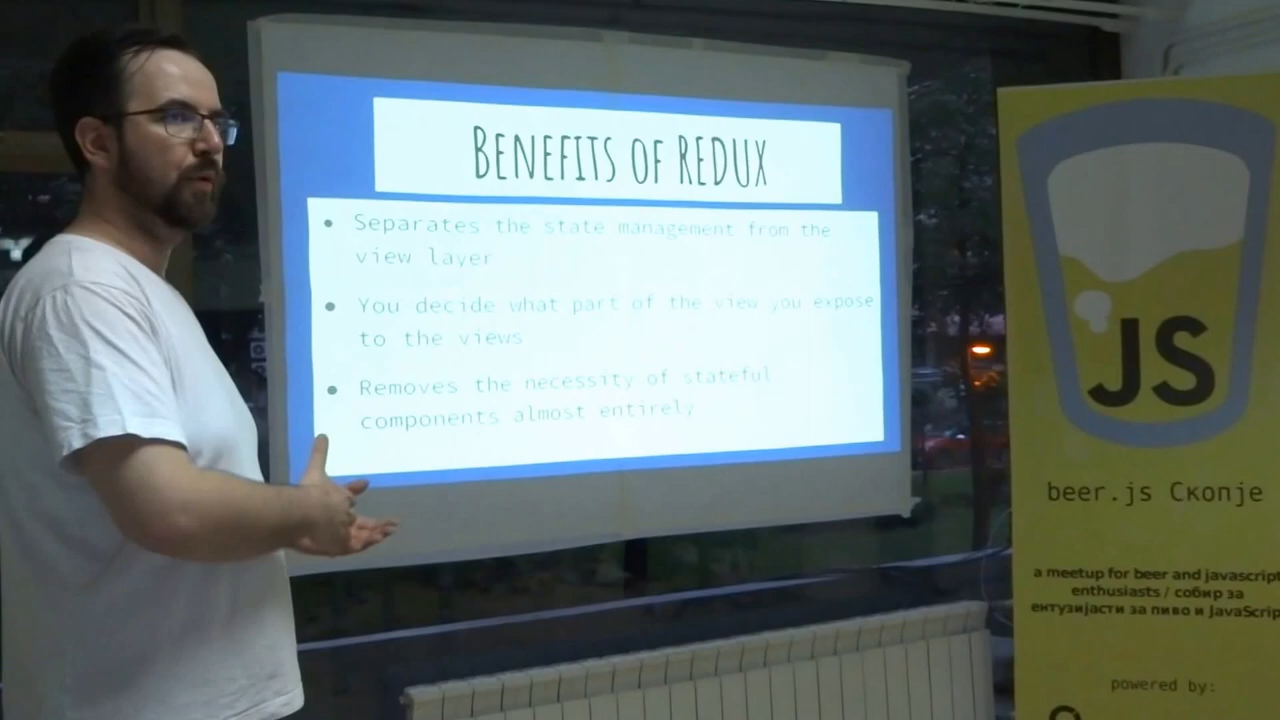 BENEFITS OF REDUX
Separates the state management from the
view layer
You decide what part of the view you expose
to the views
Removes the necessity of stateful
components almost entirely
JS
beer.js Скопје
a meetup for beer and javascript
enthusiasts / собир за
ентузијасти за пиво и JavaScrip
powered by: